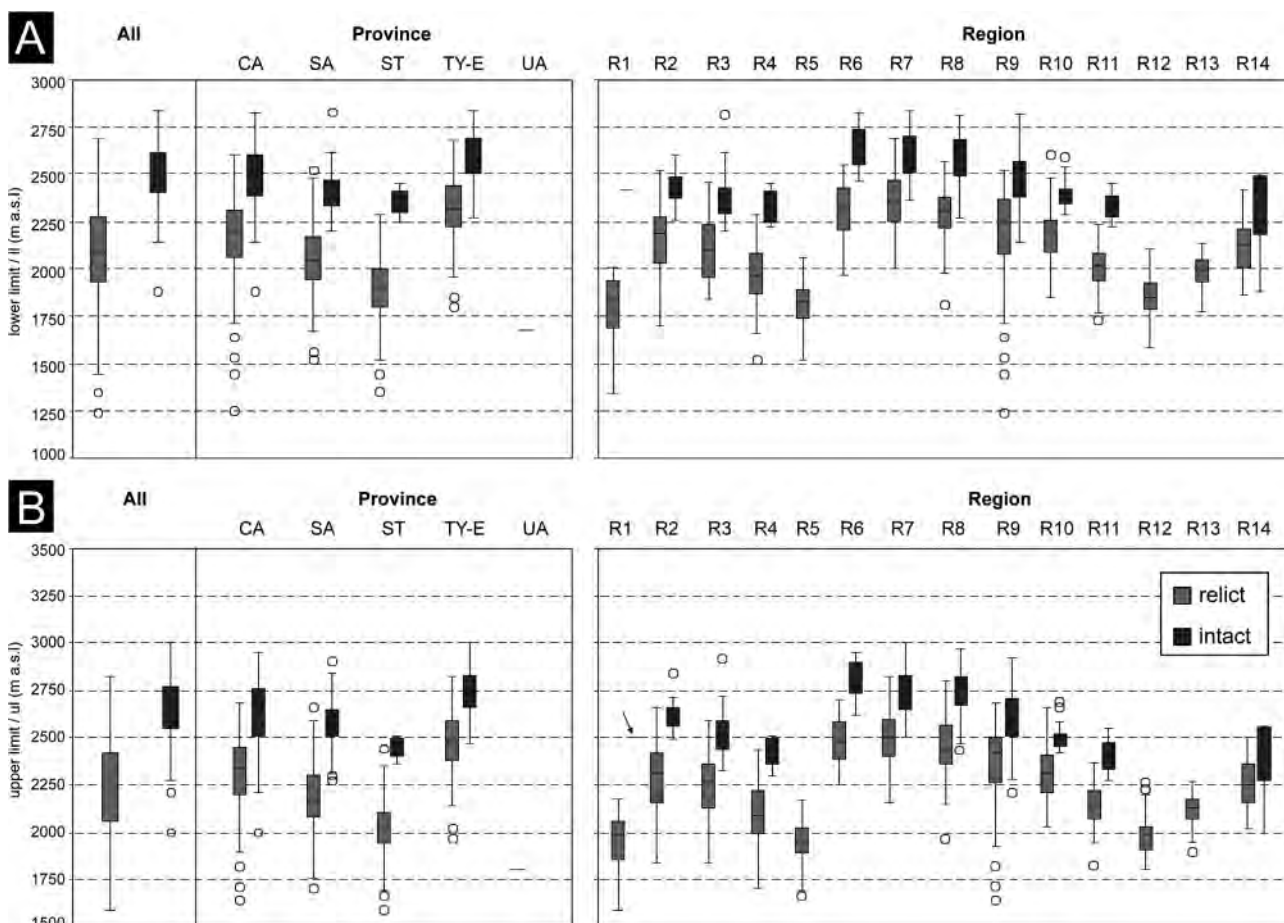 A
All Province Region
CA SA ST TY-E UA R1 R2 R3 R4 R5 R6 R7 R8 R9 R10 R11 R12 R13 R14
3000
2750
2500
2250
2000
1750
1500
1250
1000
lower limit / lll (m a.s.l)
B
All Province Region
CA SA ST TY-E UA R1 R2 R3 R4 R5 R6 R7 R8 R9 R10 R11 R12 R13 R14
3500
3250
3000
2750
2500
2250
2000
1750
1500
upper limit / ul (m a.s.l)
relict
intact